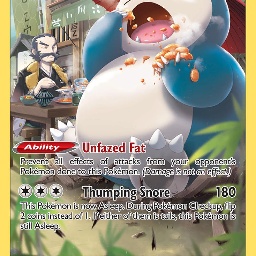 Ability Unfazed Fat
Prevent all effects of attacks from your opponent's
Pokémon done to this Pokémon. (Damage is not an effect.)
Thumping Snore 180
This Pokémon is now Asleep. During Pokémon Checkup, flip
2 coins instead of 1. If either of them is tails, this Pokémon is
still Asleep.